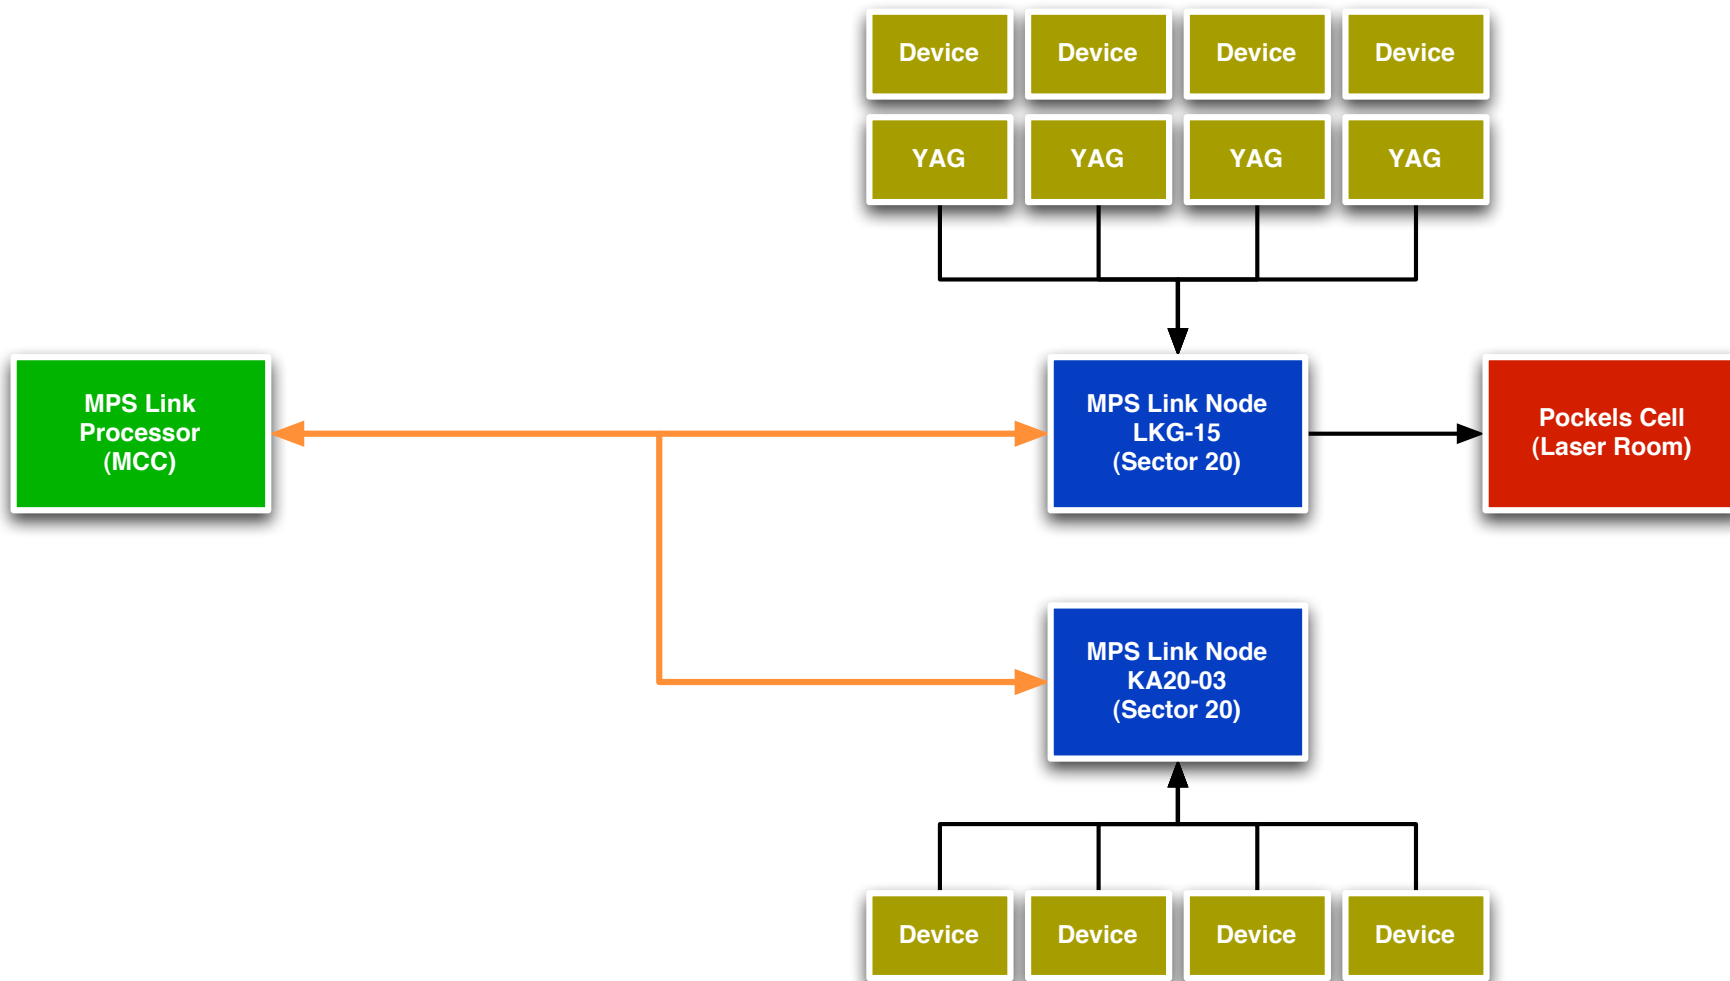 Device Device Device Device
YAG YAG YAG YAG
MPS Link
Processor
(MCC)
MPS Link Node
LKG-15
(Sector 20)
Pockels Cell
(Laser Room)
MPS Link Node
KA20-03
(Sector 20)
Device Device Device Device